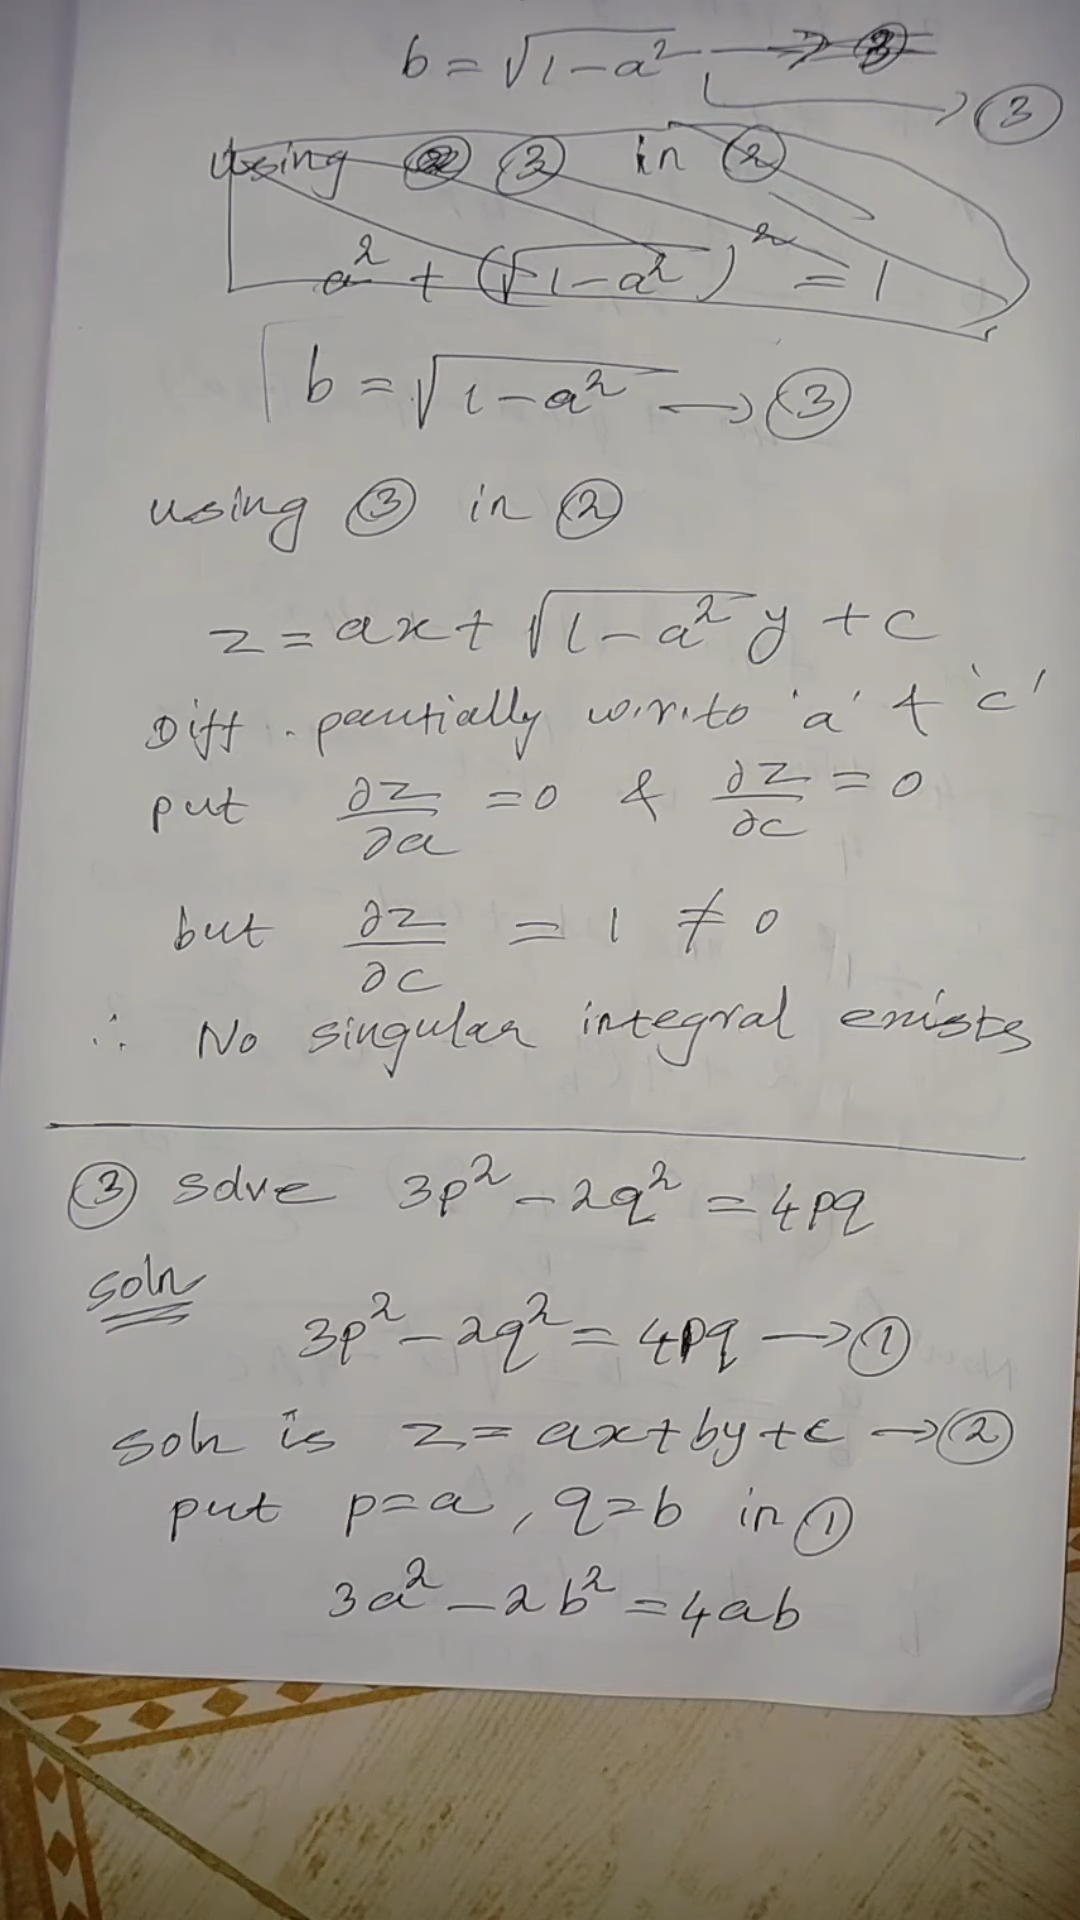 b = √1-a² → ③
→ ③
using ③ in ②
a² + (√1-a²)² = 1
b = √1-a² → ③
using ③ in ②
z = ax + √1-a² y + c
Diff. partially w.r.to 'a' & 'c'
put ∂z/∂a = 0 & ∂z/∂c = 0
but ∂z/∂c = 1 ≠ 0
∴ No singular integral exists
③ solve 3p² - 2q² = 4pq
soln
3p² - 2q² = 4pq → ①
soln is z = ax + by + c → ②
put p = a, q = b in ①
3a² - 2b² = 4ab